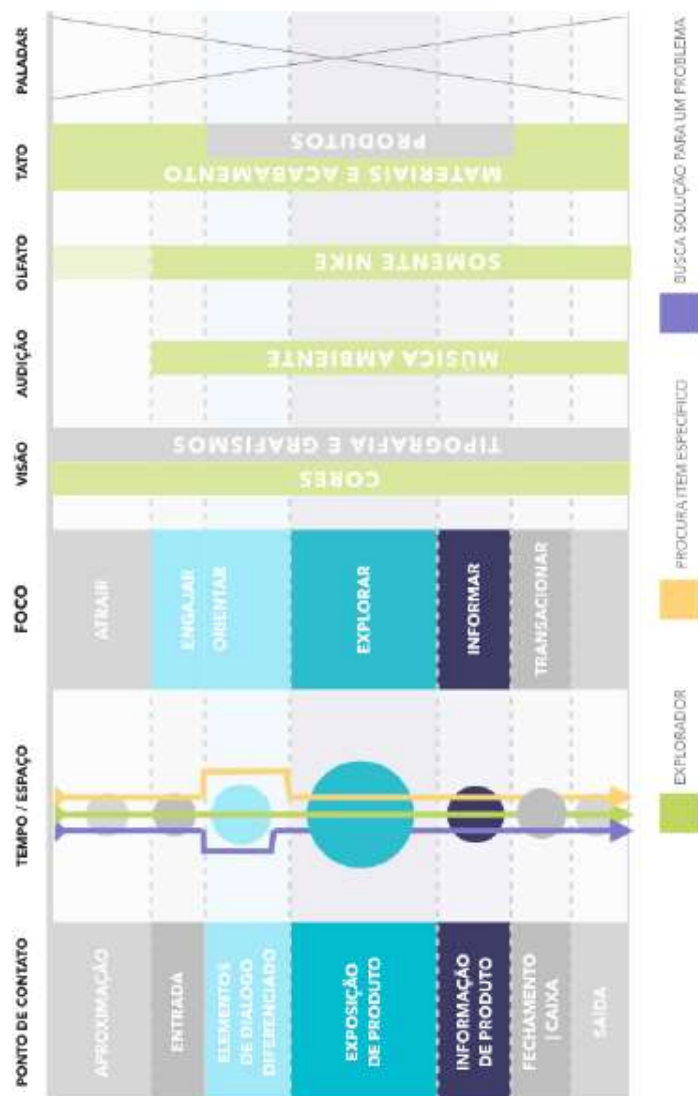 PONTO DE CONTATO
APROXIMAÇÃO
ENTRADA
ELEMENTOS
DE DIALOGO
DIFERENCIADO
EXPOSIÇÃO
DE PRODUTO
INFORMAÇÃO
DE PRODUTO
FECHAMENTO
| CAIXA
SAÍDA
TEMPO / ESPAÇO
FOCO
ATRAIR
ENGAJAR
ORIENTAR
EXPLORAR
INFORMAR
TRANSACIONAR
VISÃO
CORES
TIPOGRAFIA E GRAFISMOS
AUDIÇÃO
MÚSICA AMBIENTE
OLFATO
SOMENTE NIKE
TATO
MATERIAIS E ACABAMENTO
PRODUTOS
PALADAR
EXPLORADOR
PROCURA ITEM ESPECÍFICO
BUSCA SOLUÇÃO PARA UM PROBLEMA